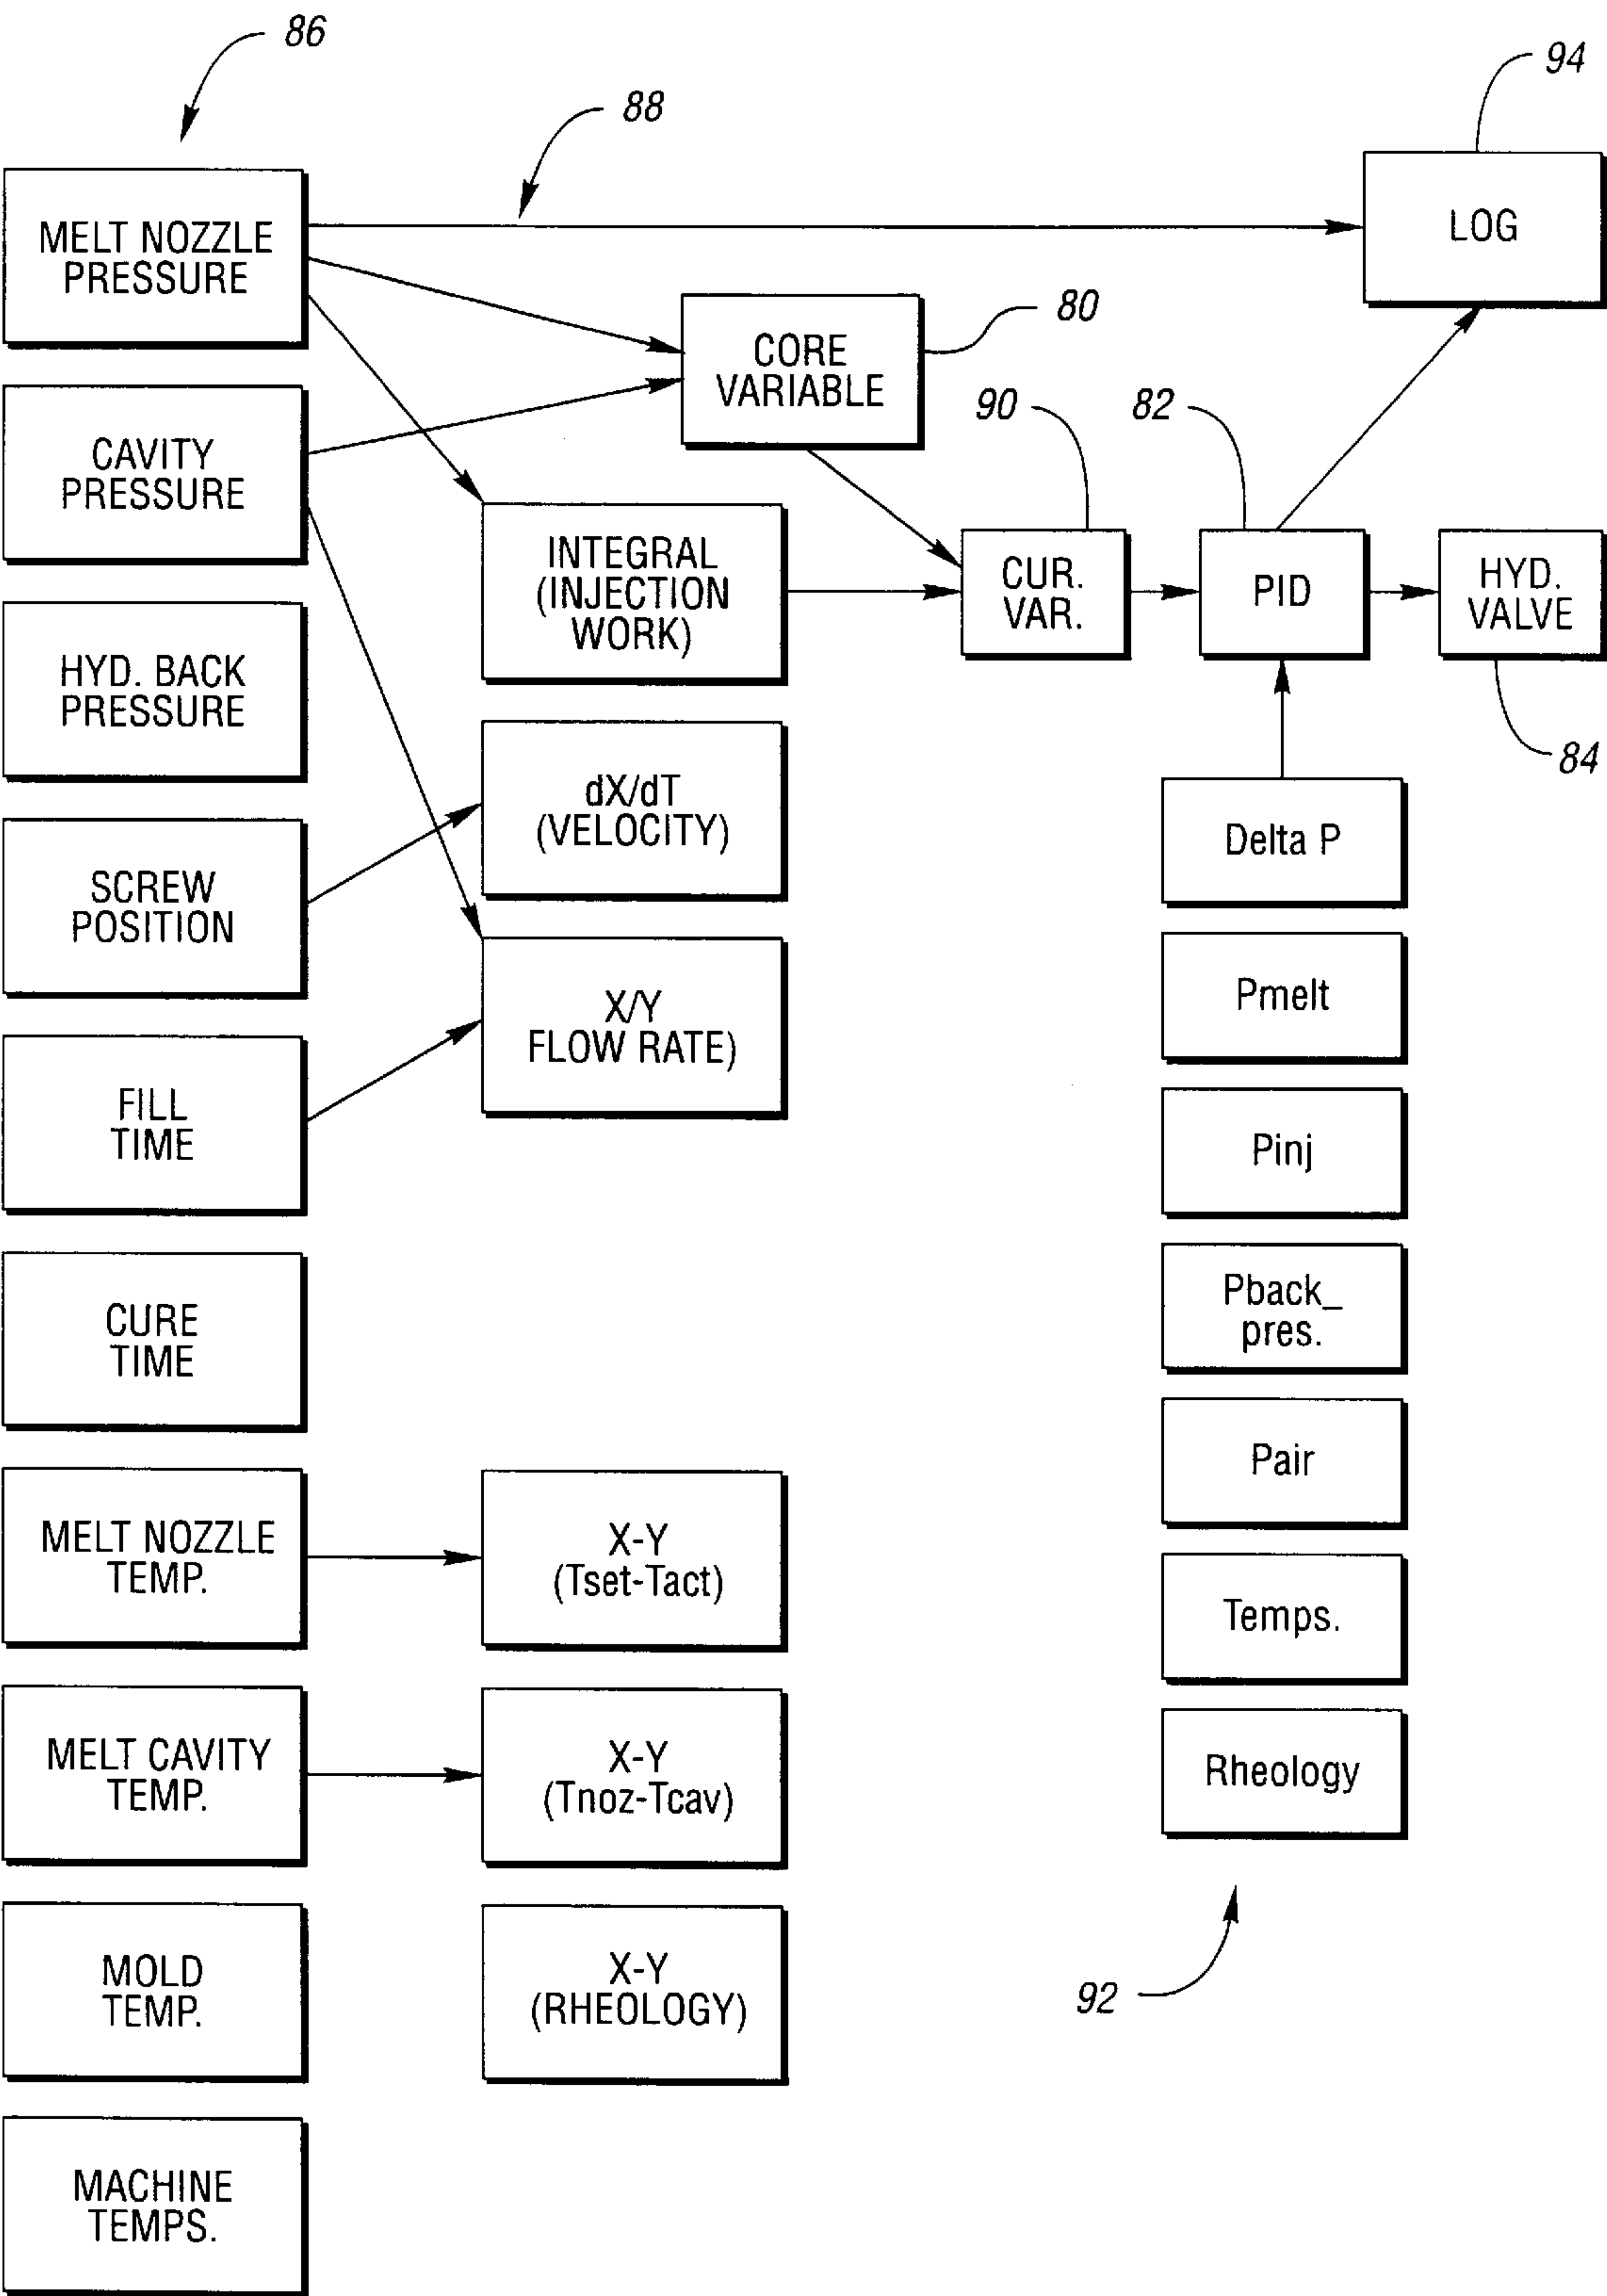 86
94
88
MELT NOZZLE
PRESSURE
LOG
CORE
VARIABLE
80
CAVITY
PRESSURE
90
82
INTEGRAL
(INJECTION
WORK)
CUR.
VAR.
PID
HYD.
VALVE
84
HYD. BACK
PRESSURE
dX/dT
(VELOCITY)
Delta P
SCREW
POSITION
X/Y
FLOW RATE)
Pmelt
FILL
TIME
Pinj
CURE
TIME
Pback_
pres.
Pair
MELT NOZZLE
TEMP.
X-Y
(Tset-Tact)
Temps.
MELT CAVITY
TEMP.
X-Y
(Tnoz-Tcav)
Rheology
MOLD
TEMP.
X-Y
(RHEOLOGY)
92
MACHINE
TEMPS.